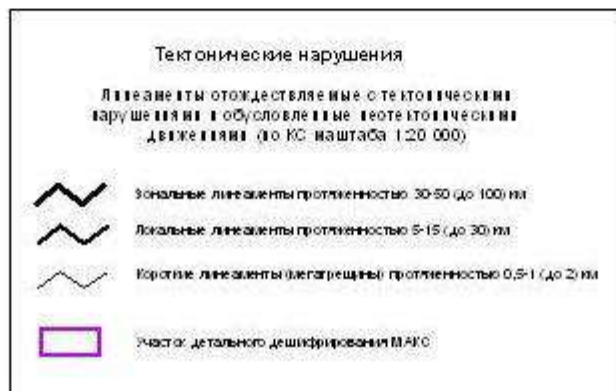 Тектонические нарушения
Линеаменты отождествляемые с тектоническими
нарушениями и обусловленные неотектоническими
движениями (по КС масштаба 1:20 000)
Зональные линеаменты протяженностью 30-50 (до 100) км
Локальные линеаменты протяженностью 5-15 (до 30) км
Короткие линеаменты (мегатрещины) протяженностью 0,5-1 (до 2) км
Участок детального дешифрирования МАКС